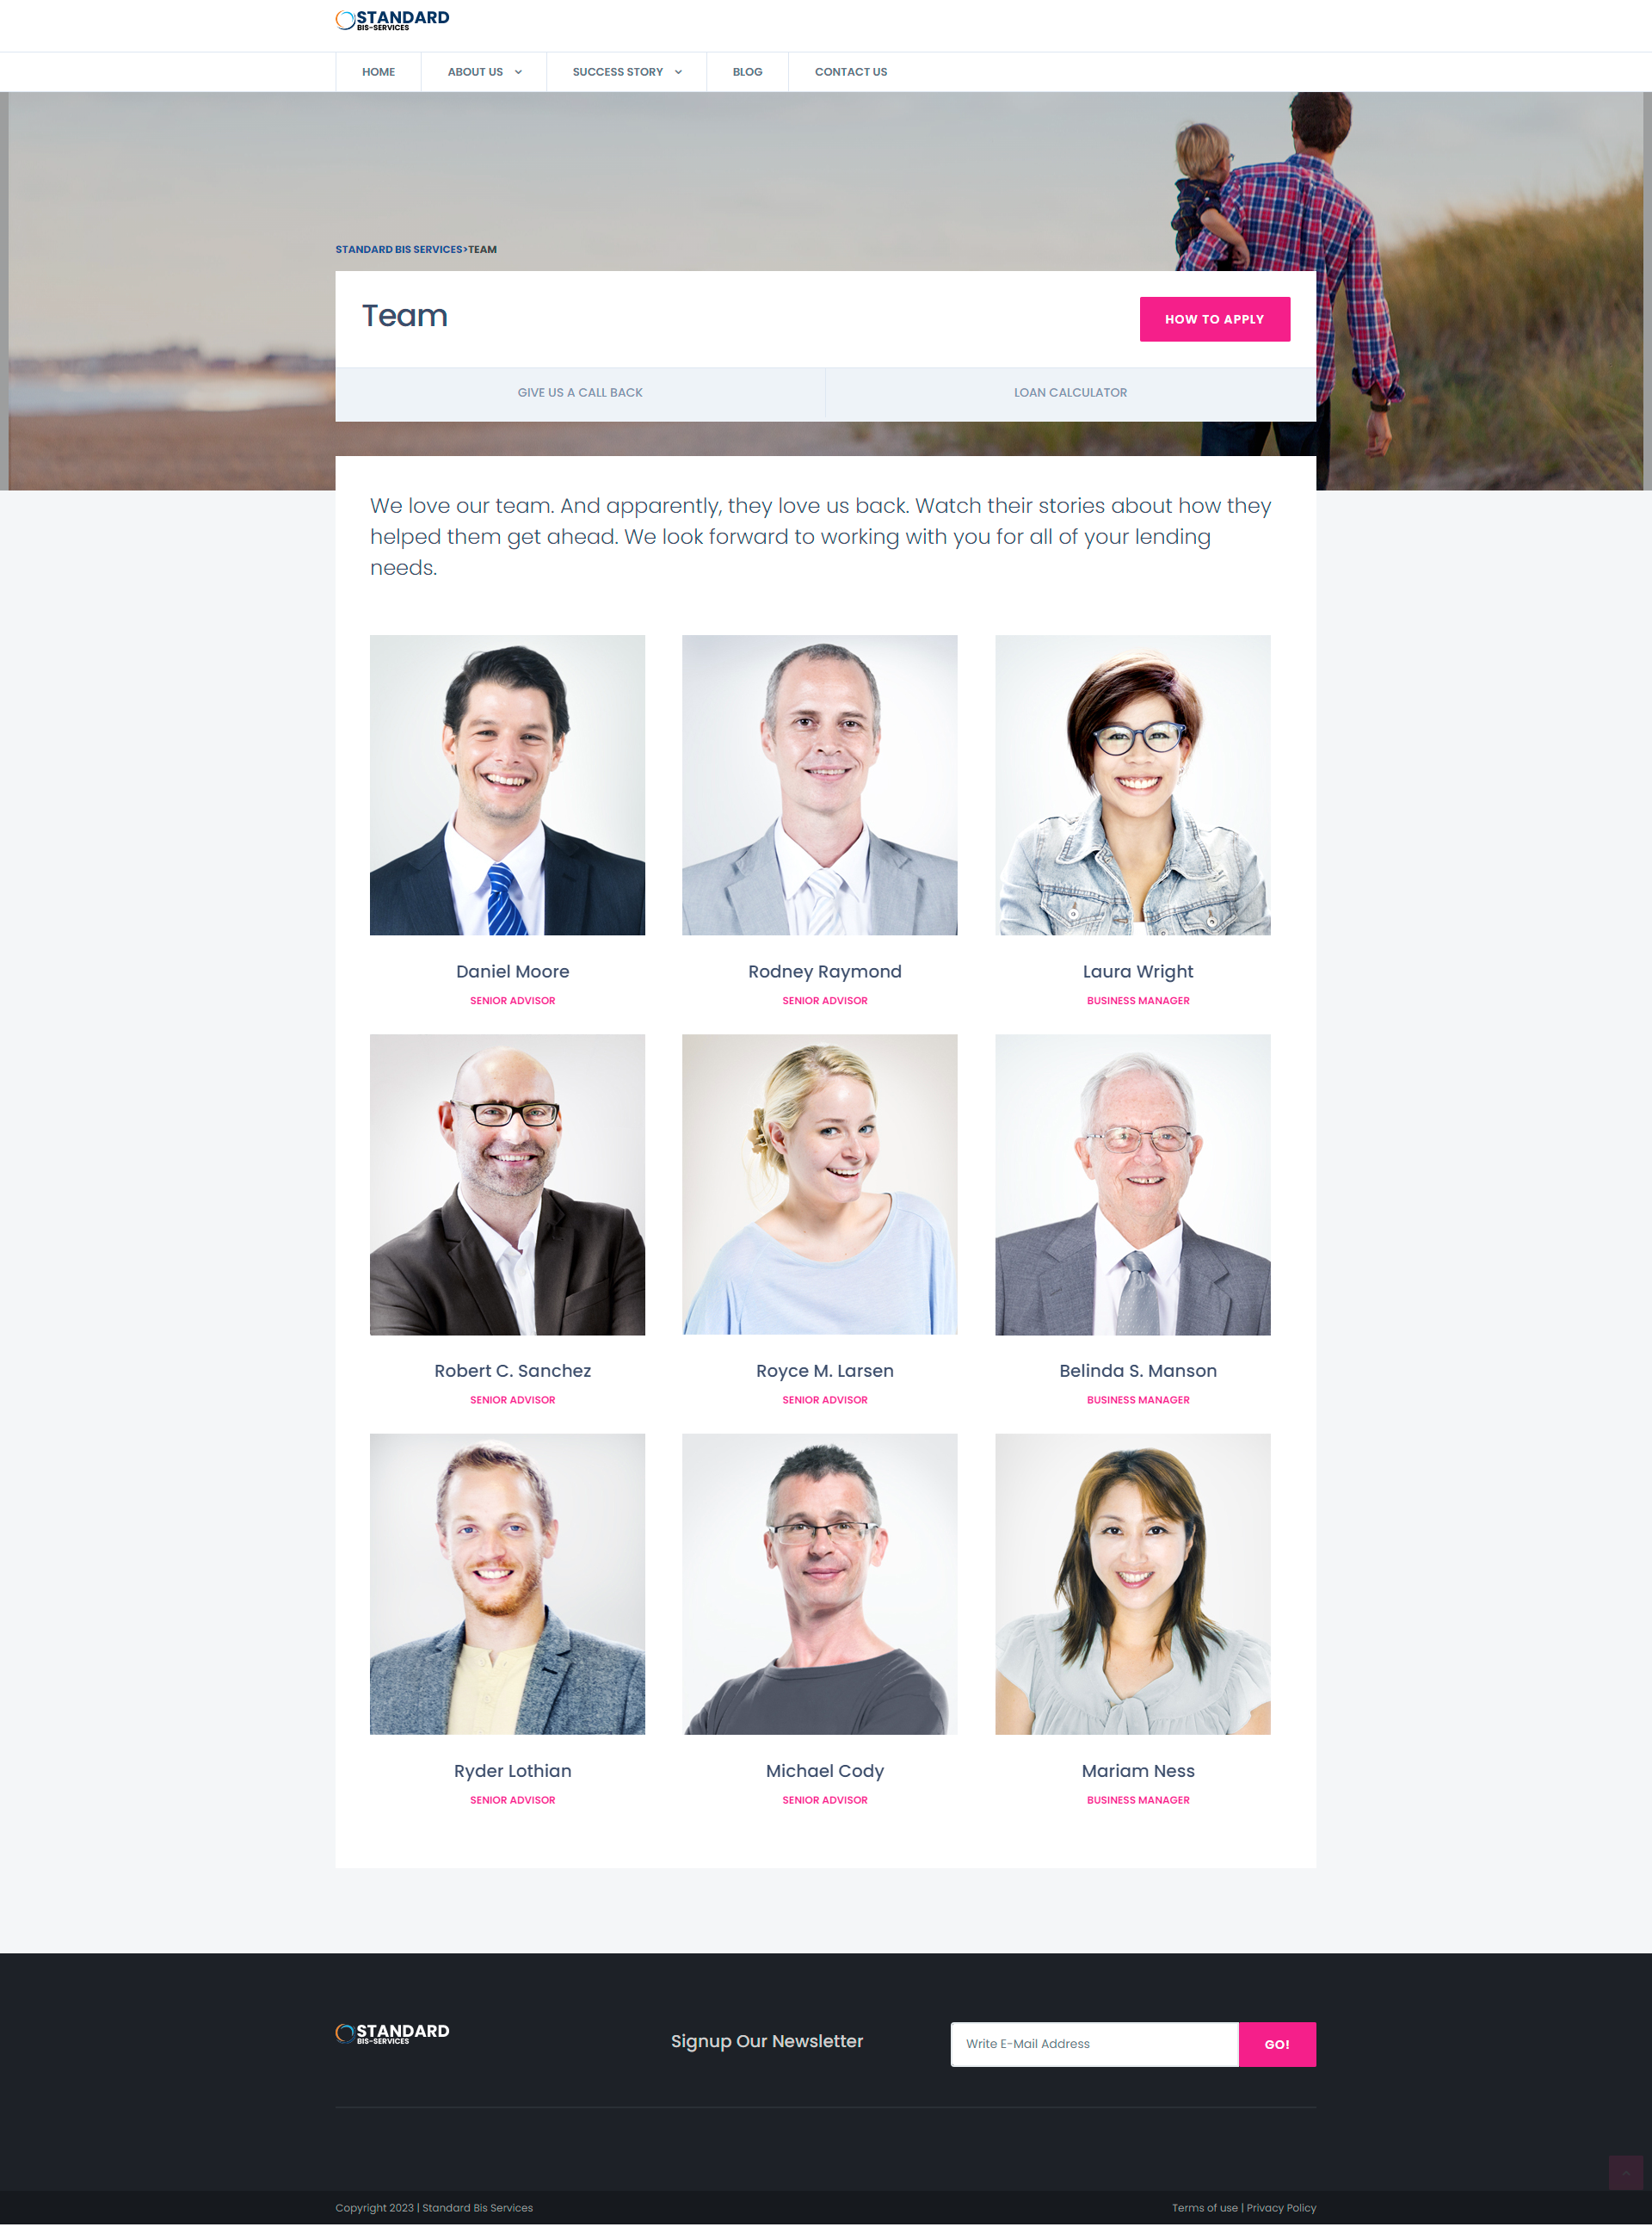 STANDARD
BIS-SERVICES
HOME
ABOUT US
SUCCESS STORY
BLOG
CONTACT US
STANDARD BIS SERVICES>TEAM
Team
HOW TO APPLY
GIVE US A CALL BACK
LOAN CALCULATOR
We love our team. And apparently, they love us back. Watch their stories about how they
helped them get ahead. We look forward to working with you for all of your lending
needs.
Daniel Moore
SENIOR ADVISOR
Rodney Raymond
SENIOR ADVISOR
Laura Wright
BUSINESS MANAGER
Robert C. Sanchez
SENIOR ADVISOR
Royce M. Larsen
SENIOR ADVISOR
Belinda S. Manson
BUSINESS MANAGER
Ryder Lothian
SENIOR ADVISOR
Michael Cody
SENIOR ADVISOR
Mariam Ness
BUSINESS MANAGER
STANDARD
BIS-SERVICES
Signup Our Newsletter
Write E-Mail Address
GO!
Copyright 2023 | Standard Bis Services
Terms of use | Privacy Policy